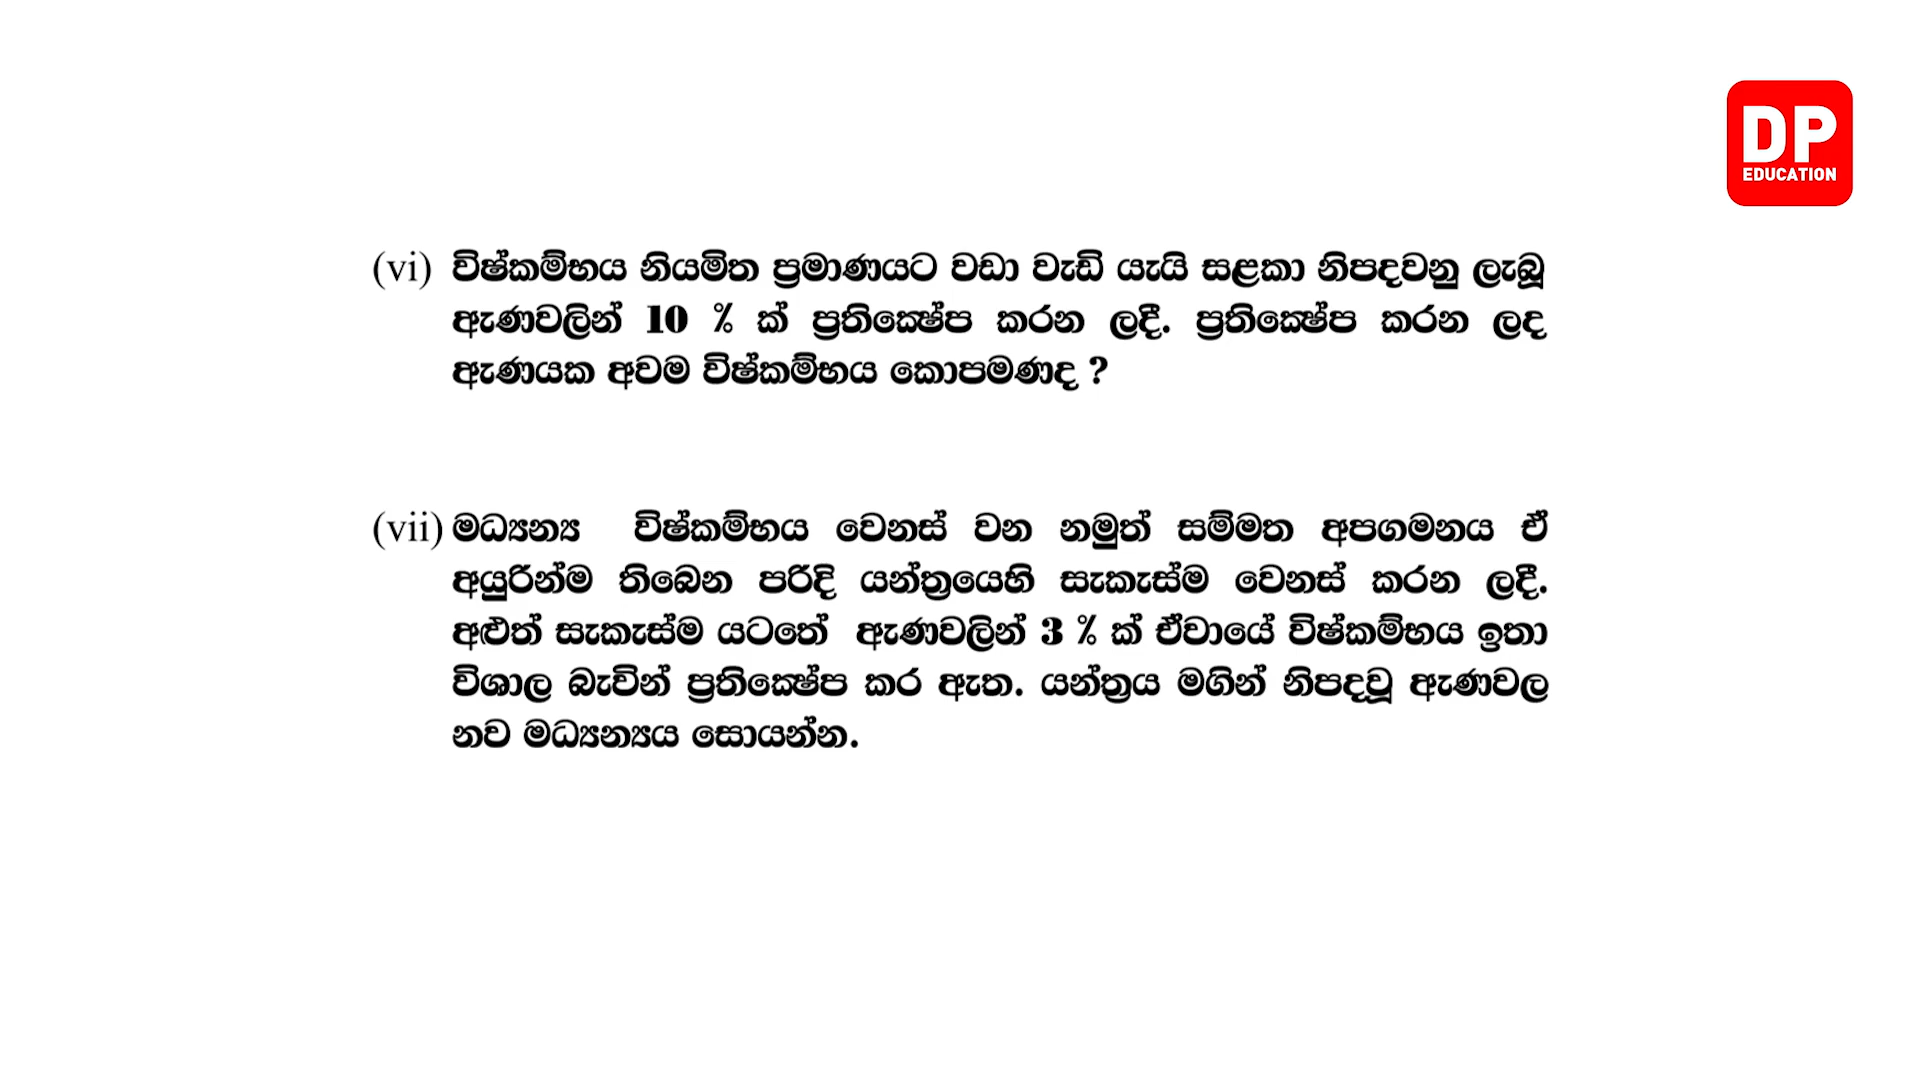 DP
EDUCATION
(vi) විෂ්කම්භය නියමිත ප්‍රමාණයට වඩා වැඩි යැයි සළකා නිපදවනු ලැබූ
ඇණවලින් 10 % ක් ප්‍රතික්‍ෂේප කරන ලදී. ප්‍රතික්‍ෂේප කරන ලද
ඇණයක අවම විෂ්කම්භය කොපමණද ?
(vii) මධ්‍යන්‍ය විෂ්කම්භය වෙනස් වන නමුත් සම්මත අපගමනය ඒ
අයුරින්ම තිබෙන පරිදි යන්ත්‍රයෙහි සැකැස්ම වෙනස් කරන ලදී.
අළුත් සැකැස්ම යටතේ ඇණවලින් 3 % ක් ඒවායේ විෂ්කම්භය ඉතා
විශාල බැවින් ප්‍රතික්‍ෂේප කර ඇත. යන්ත්‍රය මගින් නිපදවූ ඇණවල
නව මධ්‍යන්‍යය සොයන්න.